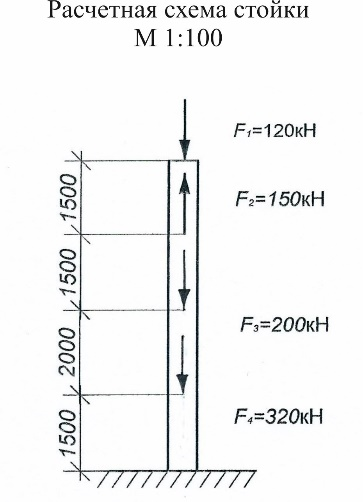 Расчетная схема стойки
М 1:100
F₁=120кН
1500
F₂=150кН
1500
F₃=200кН
2000
F₄=320кН
1500